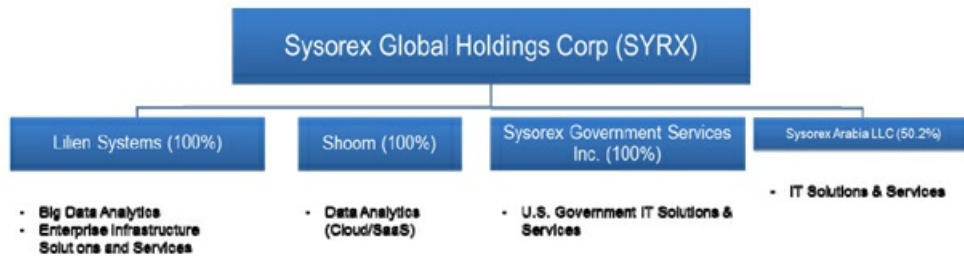 Sysorex Global Holdings Corp (SYRX)
Lilien Systems (100%)
Shoom (100%)
Sysorex Government Services
Inc. (100%)
Sysorex Arabia LLC (50.2%)
• Big Data Analytics
• Enterprise Infrastructure
Solutions and Services
• Data Analytics
(Cloud/SaaS)
• U.S. Government IT Solutions &
Services
• IT Solutions & Services